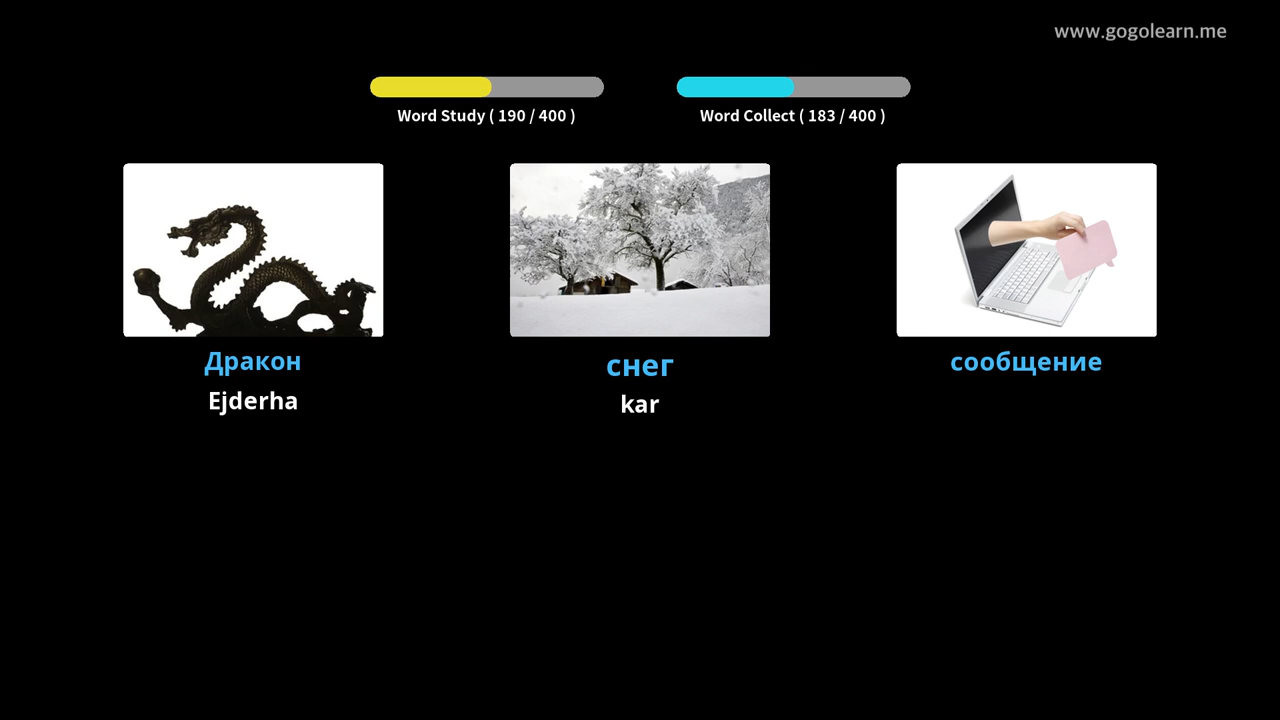 www.gogolearn.me
Word Study ( 190 / 400 )
Word Collect ( 183 / 400 )
Дракон
Ejderha
снег
kar
сообщение